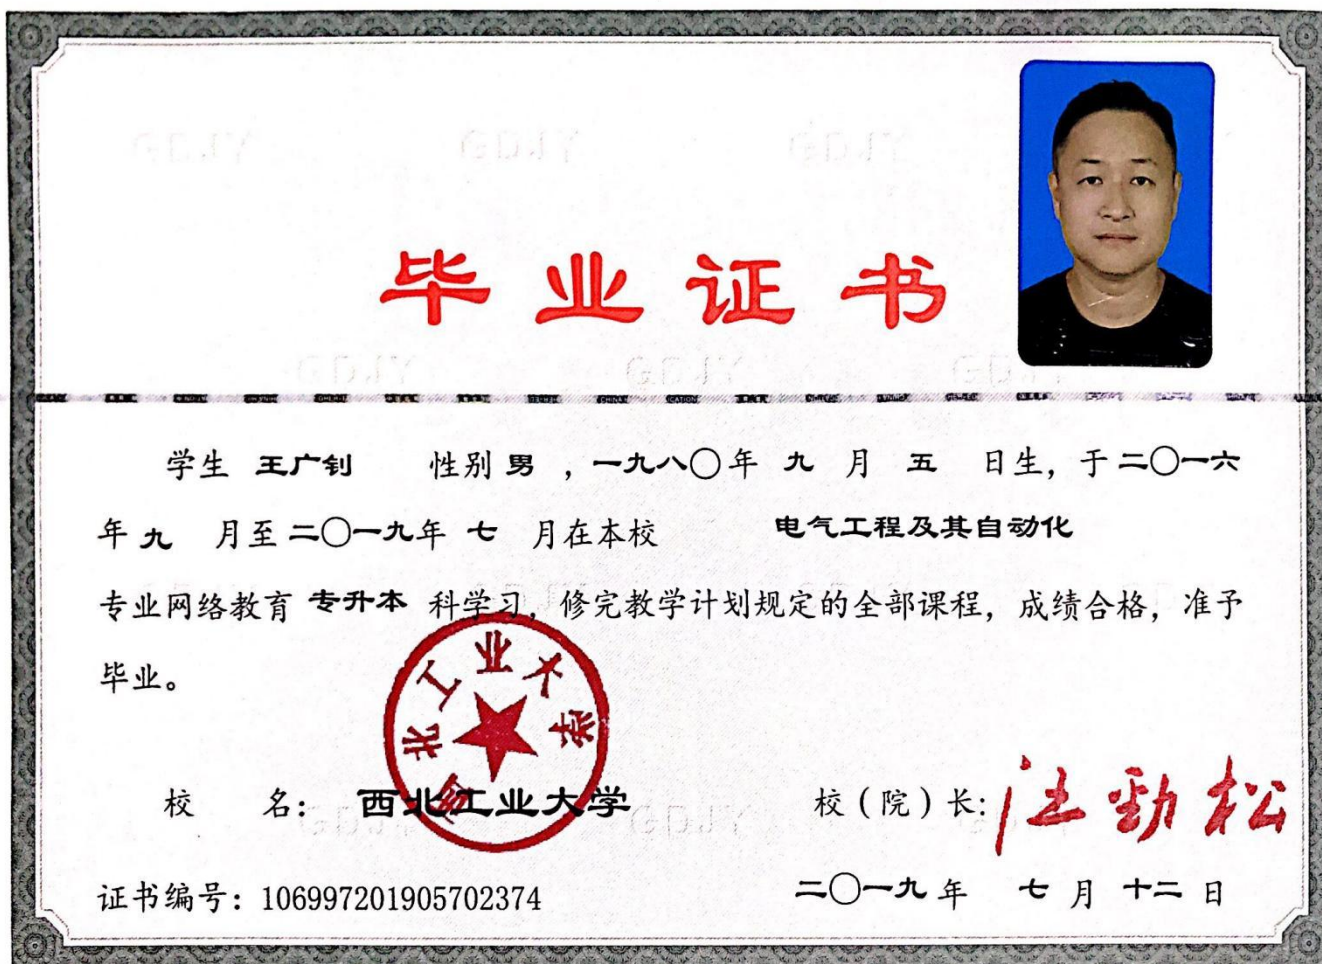 毕业证书
学生 王广钊 性别 男 ，一九八〇年 九 月 五 日生，于二〇一六
年 九 月至二〇一九年 七 月在本校 电气工程及其自动化
专业网络教育 专升本 科学习，修完教学计划规定的全部课程，成绩合格，准予
毕业。
西北工业大学
校 名： 西北工业大学 校（院）长：汪劲松
证书编号：106997201905702374 二〇一九年 七 月 十二 日